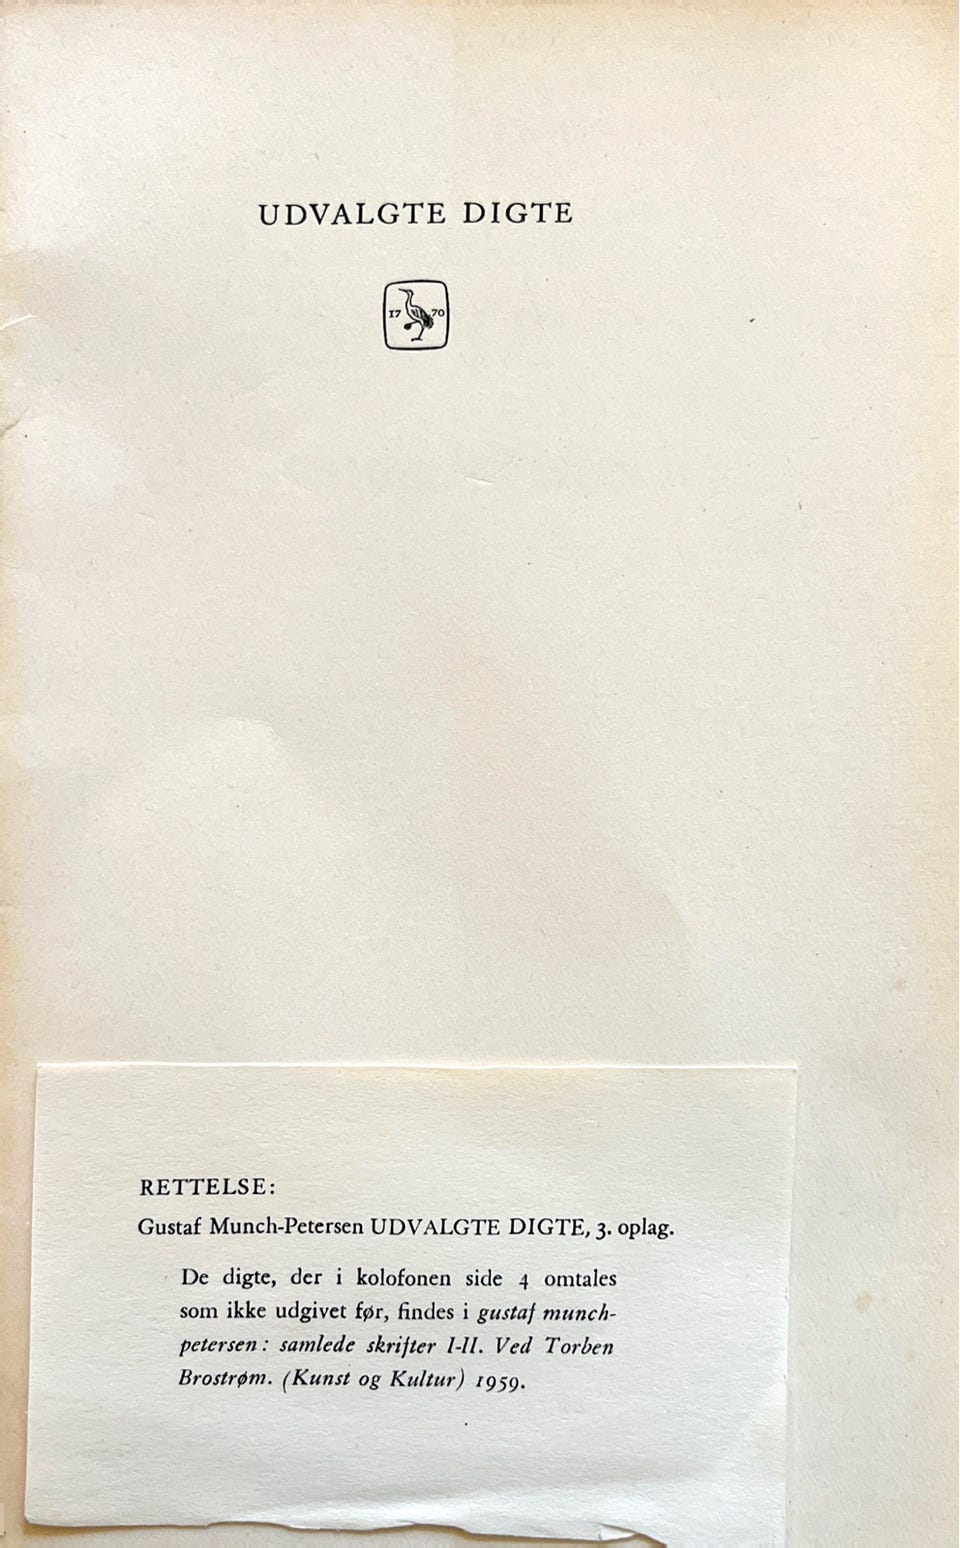 UDVALGTE DIGTE
17 70
RETTELSE:
Gustaf Munch-Petersen UDVALGTE DIGTE, 3. oplag.
De digte, der i kolofonen side 4 omtales
som ikke udgivet før, findes i gustaf munch-
petersen: samlede skrifter I-II. Ved Torben
Brostrøm. (Kunst og Kultur) 1959.